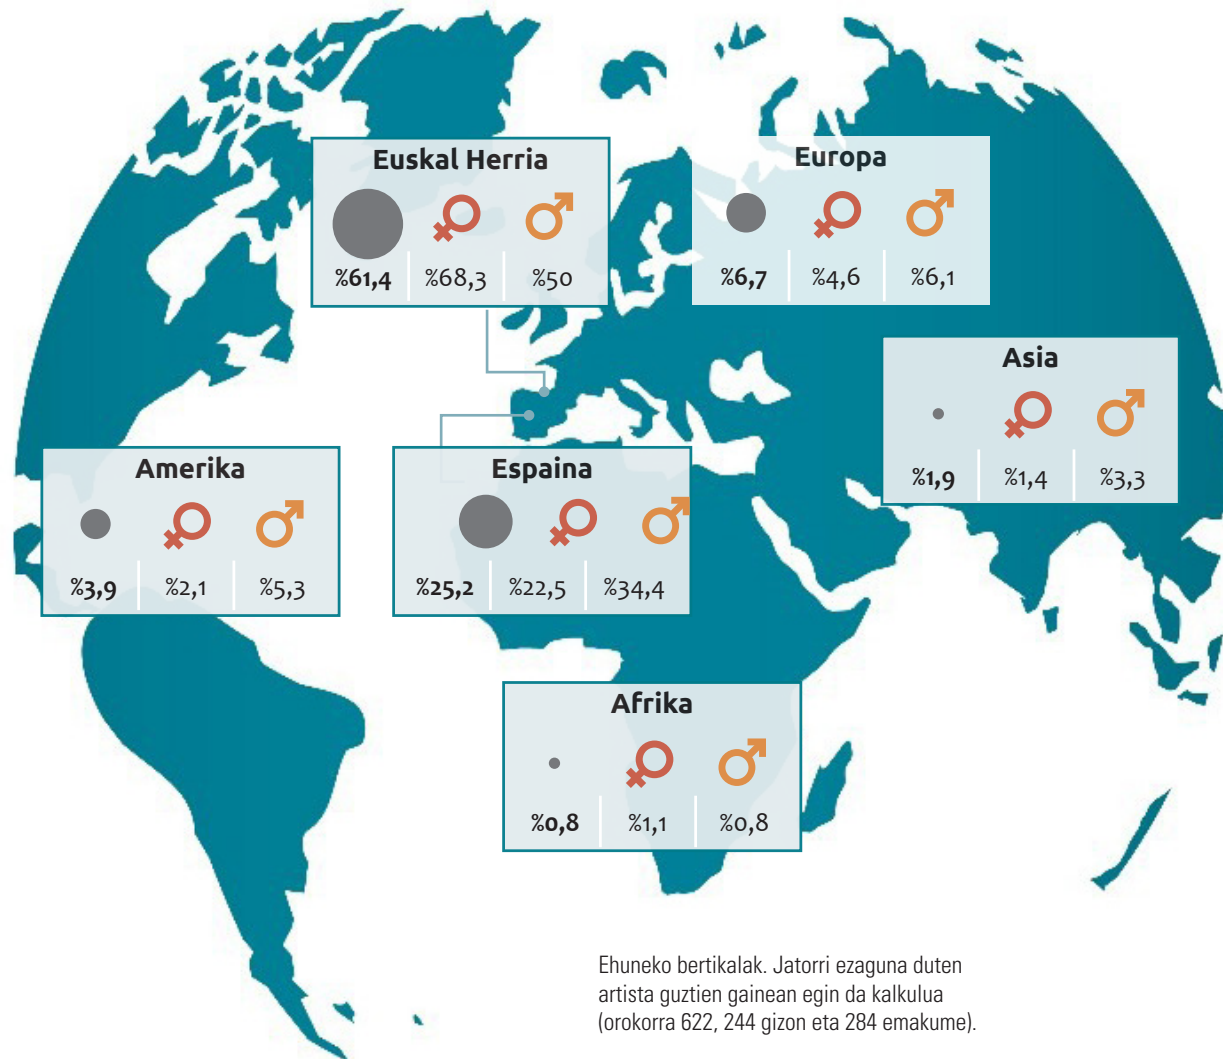 Euskal Herria
%61,4 %68,3 %50
Europa
%6,7 %4,6 %6,1
Asia
%1,9 %1,4 %3,3
Amerika
%3,9 %2,1 %5,3
Espaina
%25,2 %22,5 %34,4
Afrika
%0,8 %1,1 %0,8
Ehuneko bertikalak. Jatorri ezaguna duten
artista guztien gainean egin da kalkulua
(orokorra 622, 244 gizon eta 284 emakume).